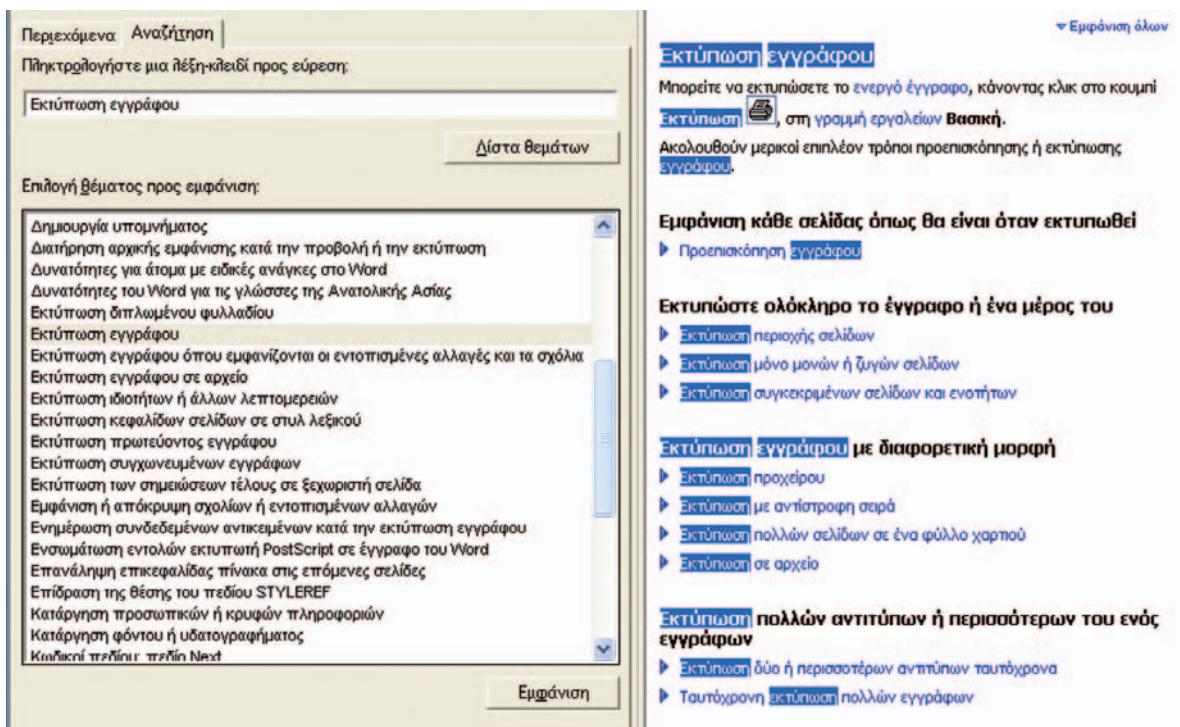 Περιεχόμενα Αναζήτηση
Πληκτρολογήστε μια λέξη-κλειδί προς εύρεση:
Εκτύπωση εγγράφου
Λίστα θεμάτων
Επιλογή θέματος προς εμφάνιση:
Δημιουργία υπομνήματος
Διατήρηση αρχικής εμφάνισης κατά την προβολή ή την εκτύπωση
Δυνατότητες για άτομα με ειδικές ανάγκες στο Word
Δυνατότητες του Word για τις γλώσσες της Ανατολικής Ασίας
Εκτύπωση διπλωμένου φυλλαδίου
Εκτύπωση εγγράφου
Εκτύπωση εγγράφου όπου εμφανίζονται οι εντοπισμένες αλλαγές και τα σχόλια
Εκτύπωση εγγράφου σε αρχείο
Εκτύπωση ιδιοτήτων ή άλλων λεπτομερειών
Εκτύπωση κεφαλίδων σελίδων σε στυλ λεξικού
Εκτύπωση πρωτεύοντος εγγράφου
Εκτύπωση συγχωνευμένων εγγράφων
Εκτύπωση των σημειώσεων τέλους σε ξεχωριστή σελίδα
Εμφάνιση ή απόκρυψη σχολίων ή εντοπισμένων αλλαγών
Ενημέρωση συνδεδεμένων αντικειμένων κατά την εκτύπωση εγγράφου
Ενσωμάτωση εντολών εκτυπωτή PostScript σε έγγραφο του Word
Επανάληψη επικεφαλίδας πίνακα στις επόμενες σελίδες
Επίδραση της θέσης του πεδίου STYLEREF
Κατάργηση προσωπικών ή κρυφών πληροφοριών
Κατάργηση φόντου ή υδατογραφήματος
Κωδικοί πεδίου: πεδίο Next
Εμφάνιση
Εμφάνιση όλων
Εκτύπωση εγγράφου
Μπορείτε να εκτυπώσετε το ενεργό έγγραφο, κάνοντας κλικ στο κουμπί
Εκτύπωση , στη γραμμή εργαλείων Βασική.
Ακολουθούν μερικοί επιπλέον τρόποι προεπισκόπησης ή εκτύπωσης
εγγράφου.
Εμφάνιση κάθε σελίδας όπως θα είναι όταν εκτυπωθεί
Προεπισκόπηση εγγράφου
Εκτυπώστε ολόκληρο το έγγραφο ή ένα μέρος του
Εκτύπωση περιοχής σελίδων
Εκτύπωση μόνο μονών ή ζυγών σελίδων
Εκτύπωση συγκεκριμένων σελίδων και ενοτήτων
Εκτύπωση εγγράφου με διαφορετική μορφή
Εκτύπωση προχείρου
Εκτύπωση με αντίστροφη σειρά
Εκτύπωση πολλών σελίδων σε ένα φύλλο χαρτιού
Εκτύπωση σε αρχείο
Εκτύπωση πολλών αντιτύπων ή περισσότερων του ενός
εγγράφων
Εκτύπωση δύο ή περισσοτέρων αντιτύπων ταυτόχρονα
Ταυτόχρονη εκτύπωση πολλών εγγράφων